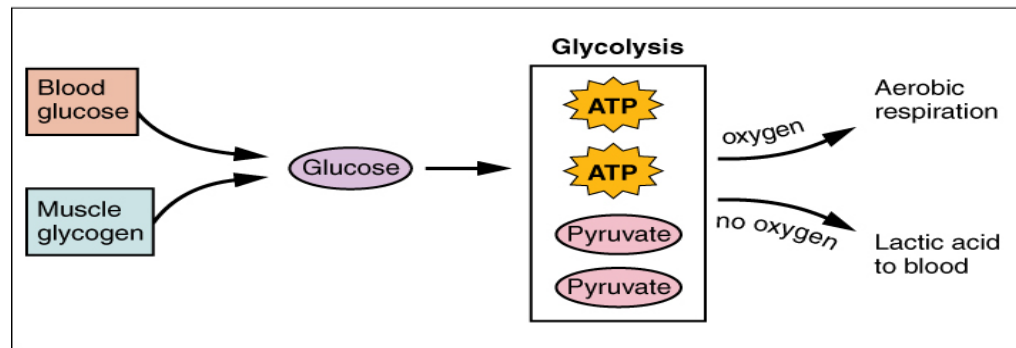 Glycolysis
Blood
glucose
Muscle
glycogen
Glucose
ATP
ATP
Pyruvate
Pyruvate
oxygen
no oxygen
Aerobic
respiration
Lactic acid
to blood